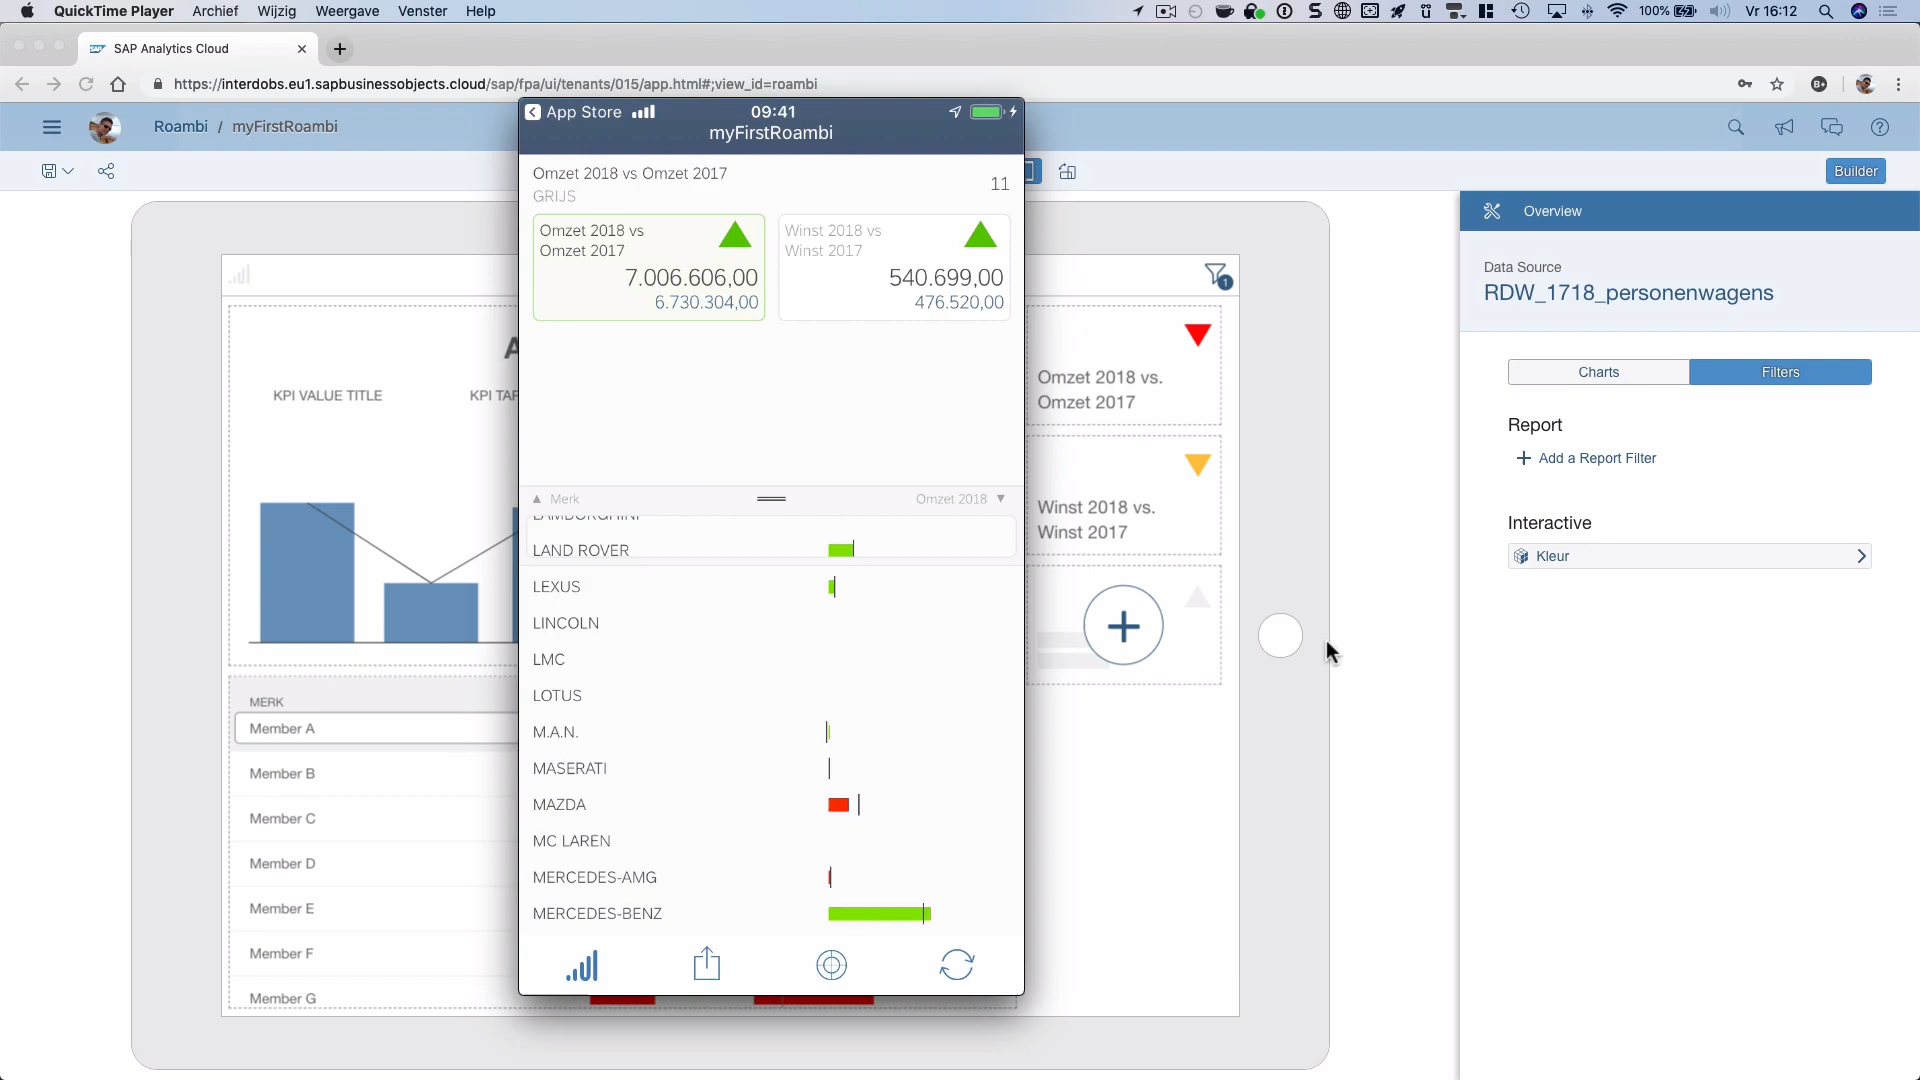 QuickTime Player Archief Wijzig Weergave Venster Help 100% Vr 16:12
SAP Analytics Cloud
https://interdobs.eu1.sapbusinessobjects.cloud/sap/fpa/ui/tenants/015/app.html#;view_id=roambi
Roambi / myFirstRoambi
Builder
App Store 09:41
myFirstRoambi
Omzet 2018 vs Omzet 2017
GRIJS
11
Omzet 2018 vs
Omzet 2017
7.006.606,00
6.730.304,00
Winst 2018 vs
Winst 2017
540.699,00
476.520,00
Merk Omzet 2018
LAMBORGHINI
LAND ROVER
LEXUS
LINCOLN
LMC
LOTUS
M.A.N.
MASERATI
MAZDA
MC LAREN
MERCEDES-AMG
MERCEDES-BENZ
A
KPI VALUE TITLE
KPI TAR
MERK
Member A
Member B
Member C
Member D
Member E
Member F
Member G
1
Omzet 2018 vs.
Omzet 2017
Winst 2018 vs.
Winst 2017
Overview
Data Source
RDW_1718_personenwagens
Charts Filters
Report
Add a Report Filter
Interactive
Kleur